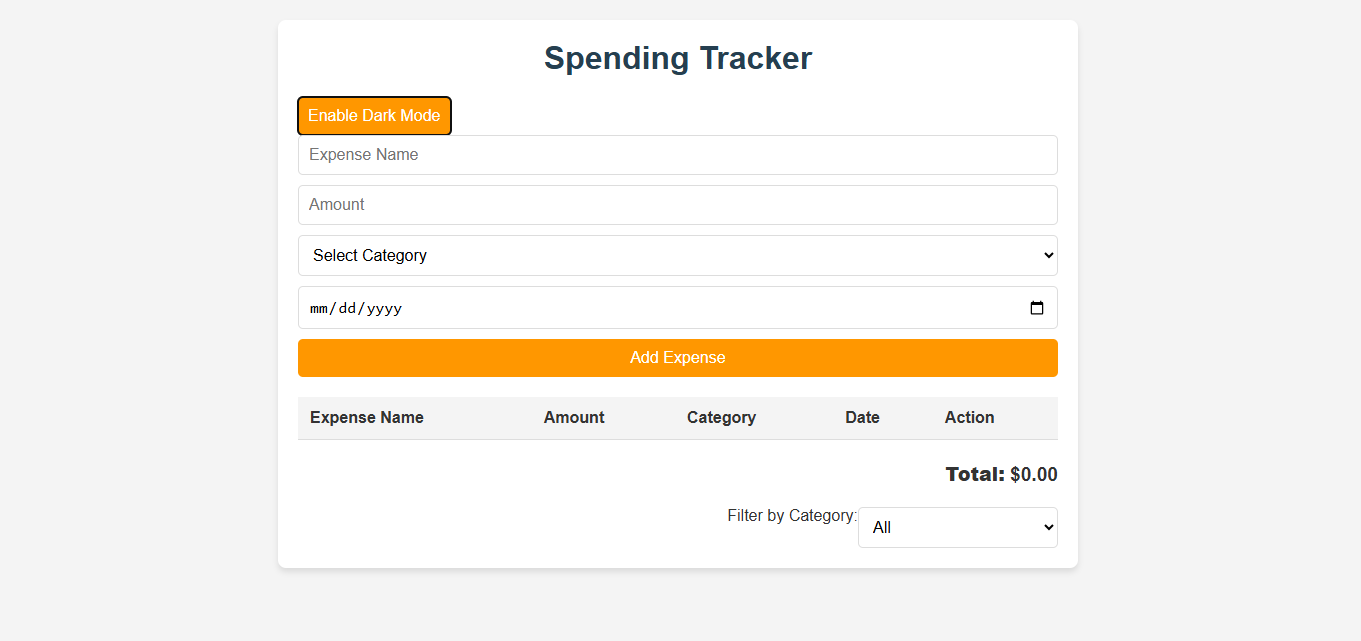 Spending Tracker
Enable Dark Mode
Expense Name
Amount
Select Category
mm/dd/yyyy
Add Expense
Expense Name Amount Category Date Action
Total: $0.00
Filter by Category: All